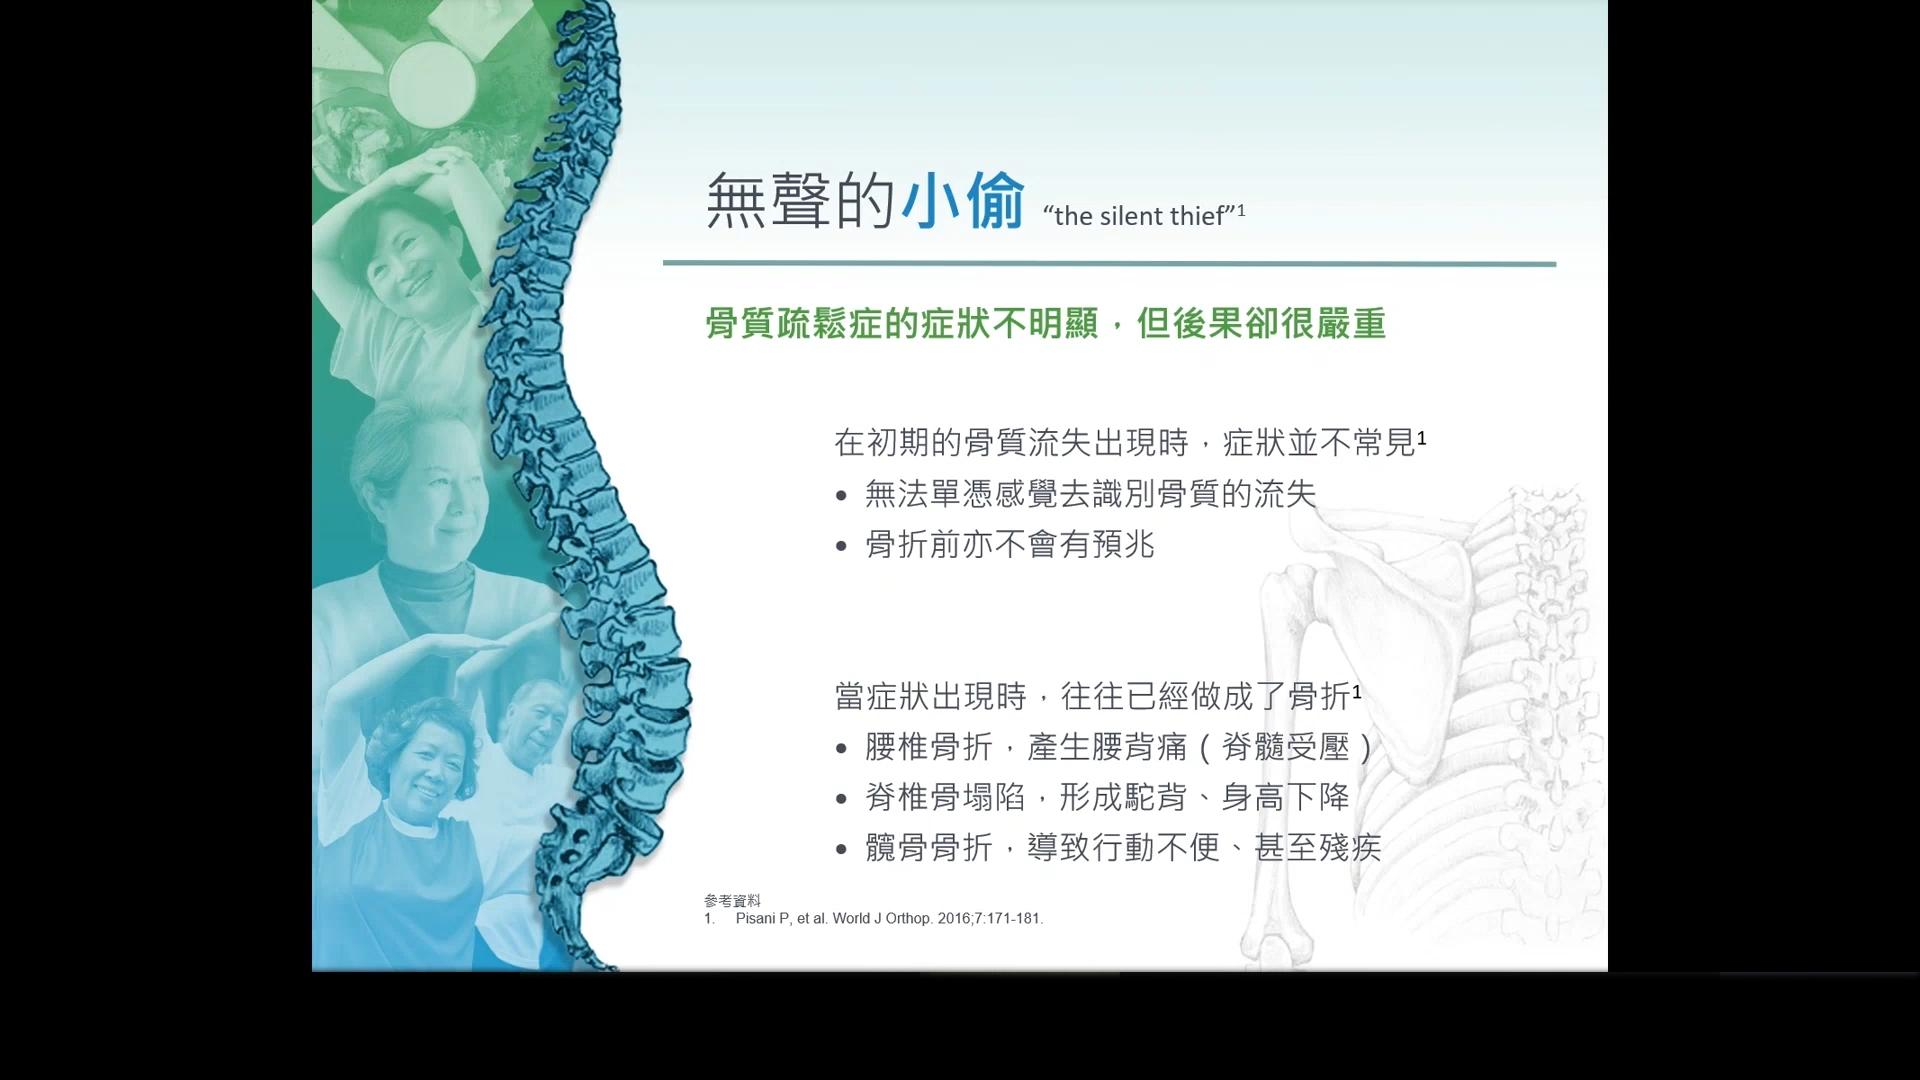 無聲的小偷 “the silent thief”1
骨質疏鬆症的症狀不明顯，但後果卻很嚴重
在初期的骨質流失出現時，症狀並不常見1
• 無法單憑感覺去識別骨質的流失
• 骨折前亦不會有預兆
當症狀出現時，往往已經做成了骨折1
• 腰椎骨折，產生腰背痛（脊髓受壓）
• 脊椎骨塌陷，形成駝背、身高下降
• 髖骨骨折，導致行動不便、甚至殘疾
參考資料
1. Pisani P, et al. World J Orthop. 2016;7:171-181.